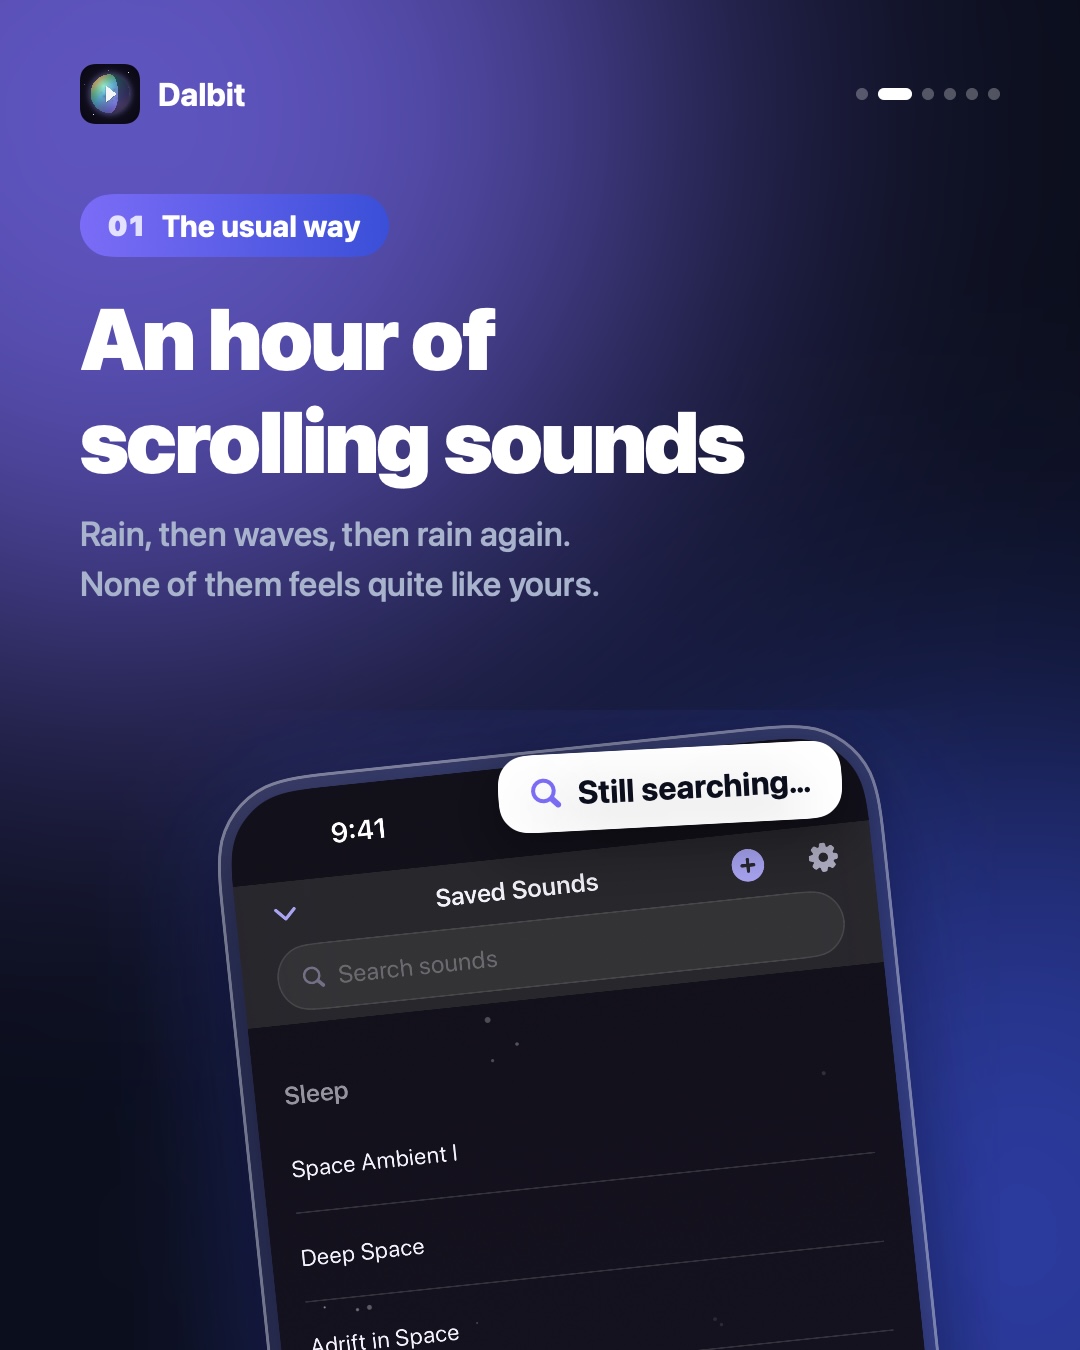 Dalbit
01 The usual way
An hour of
scrolling sounds
Rain, then waves, then rain again.
None of them feels quite like yours.
Still searching...
9:41
Saved Sounds
Search sounds
Sleep
Space Ambient I
Deep Space
Adrift in Space